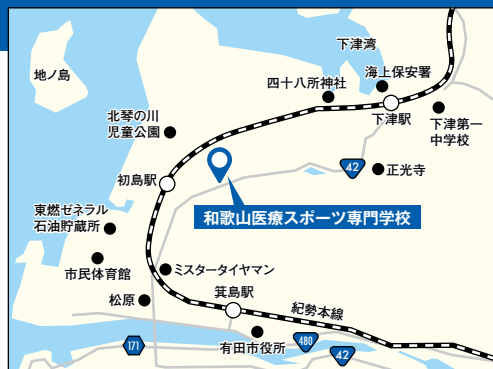 下津湾
地ノ島
四十八所神社
海上保安署
北琴の川
児童公園
下津駅
下津第一
中学校
42
正光寺
初島駅
和歌山医療スポーツ専門学校
東燃ゼネラル
石油貯蔵所
市民体育館
ミスタータイヤマン
松原
箕島駅
紀勢本線
171
有田市役所
480
42